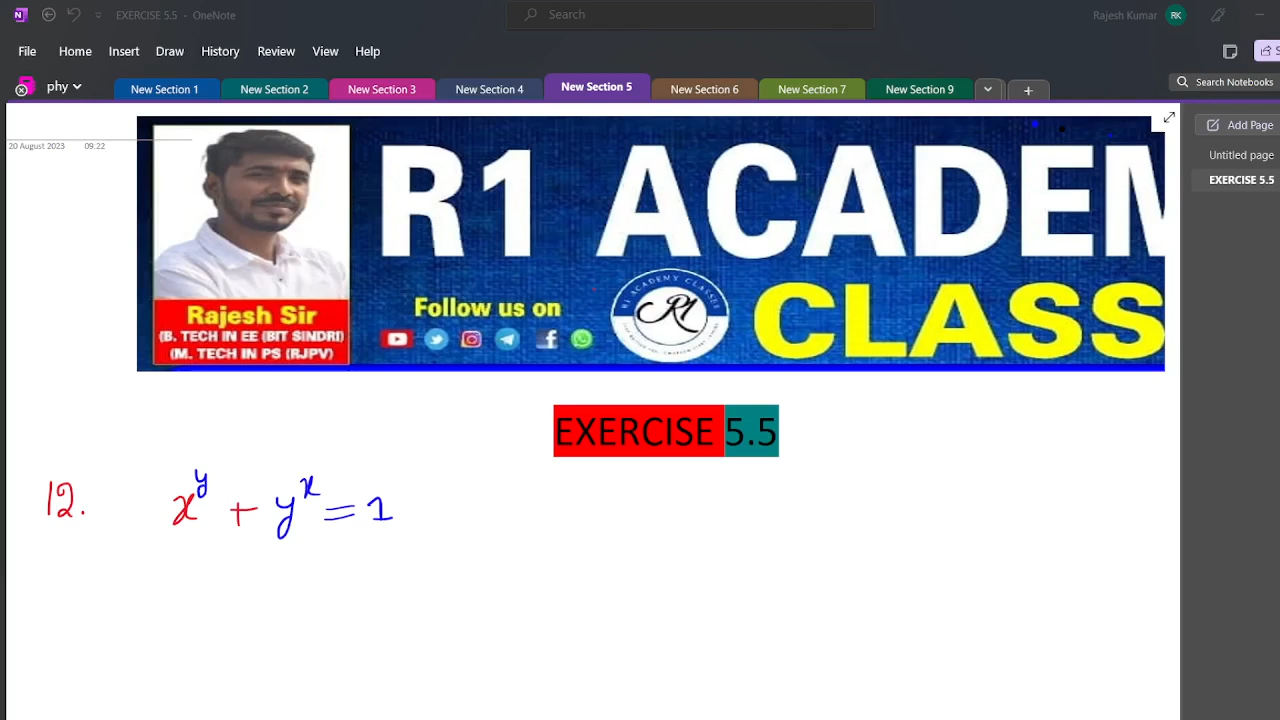 EXERCISE 5.5 - OneNote
Search
Rajesh Kumar RK
File Home Insert Draw History Review View Help
S
phy New Section 1 New Section 2 New Section 3 New Section 4 New Section 5 New Section 6 New Section 7 New Section 9 + Search Notebooks
Add Page
Untitled page
EXERCISE 5.5
20 August 2023 09:22
R1 ACADEM
CLASS
Follow us on
R1 ACADEMY CLASSES
R1
Rajesh Sir
(B. TECH IN EE (BIT SINDRI)
(M. TECH IN PS (RJPV)
EXERCISE 5.5
12. x^y + y^x = 1